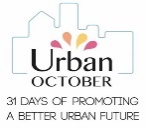 Urban
OCTOBER
31 DAYS OF PROMOTING
A BETTER URBAN FUTURE